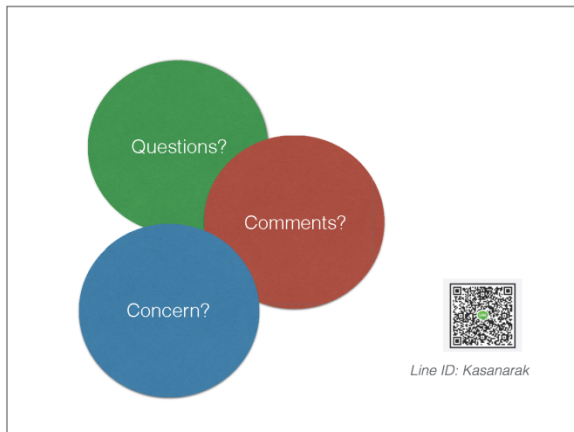 Questions?
Comments?
Concern?
Line ID: Kasanarak